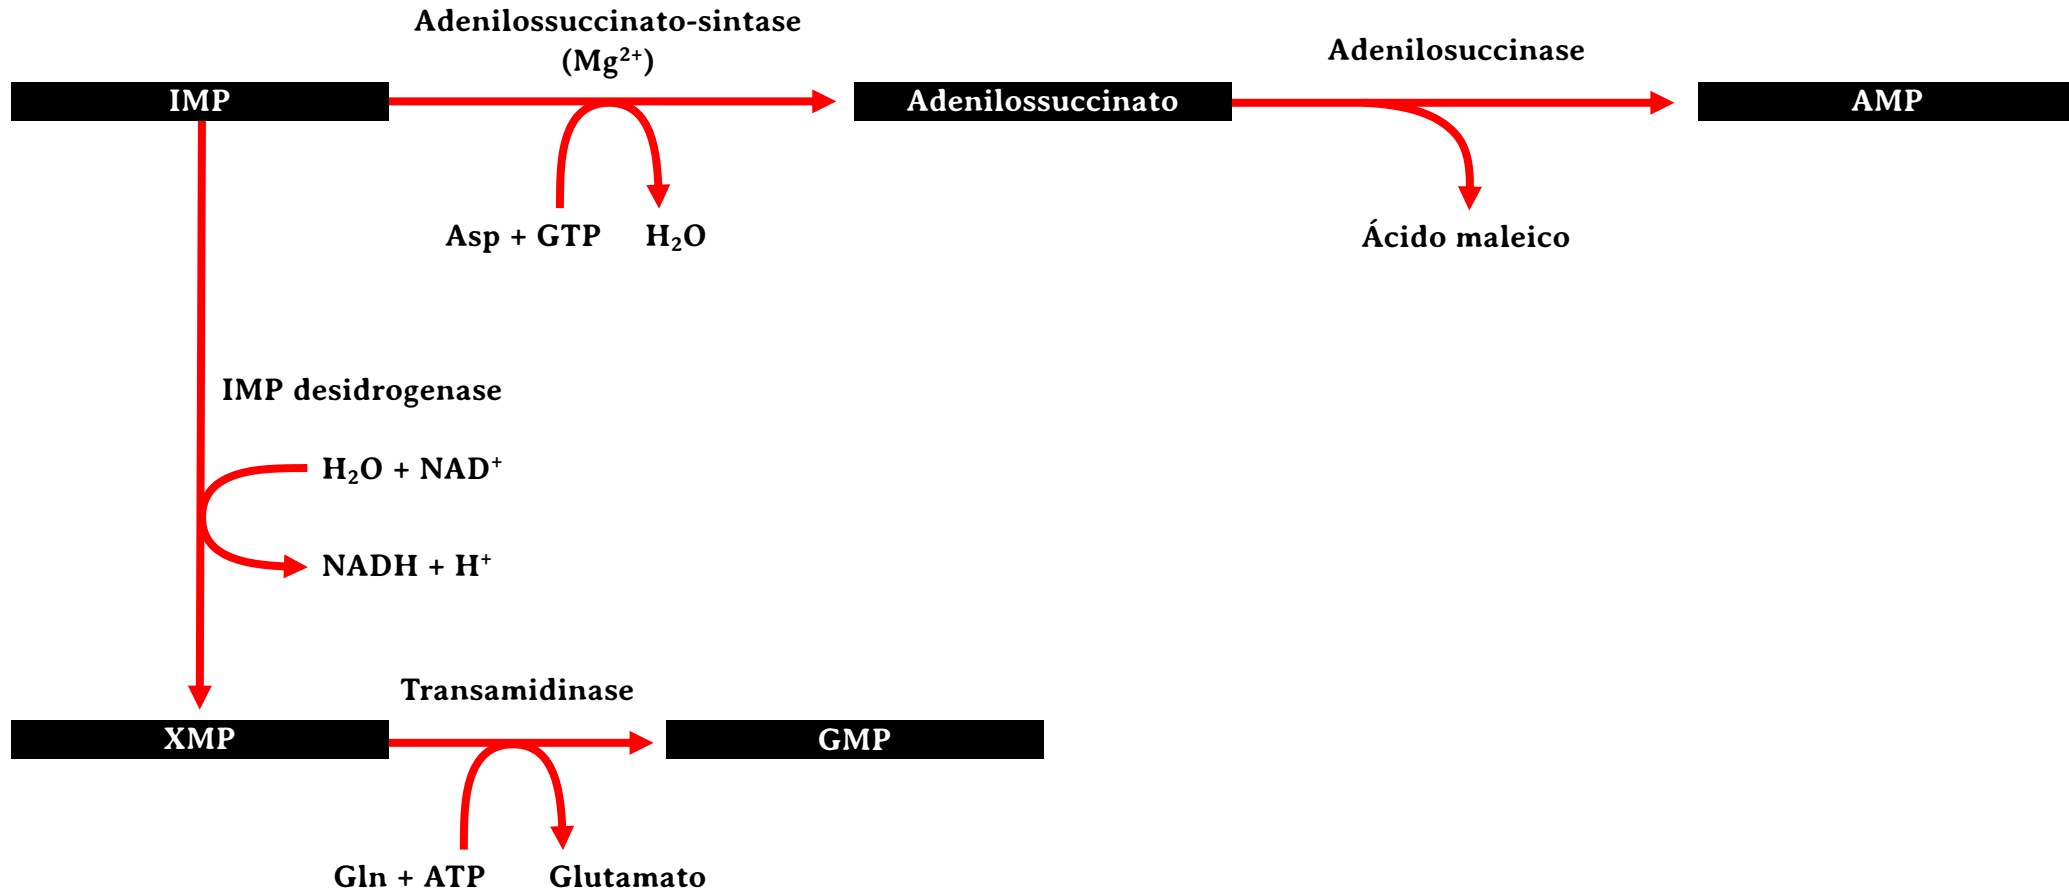 Adenilossuccinato-sintase
(Mg²⁺)
Adenilosuccinase
IMP
Adenilossuccinato
AMP
Asp + GTP
H₂O
Ácido maleico
IMP desidrogenase
H₂O + NAD⁺
NADH + H⁺
Transamidinase
XMP
GMP
Gln + ATP
Glutamato